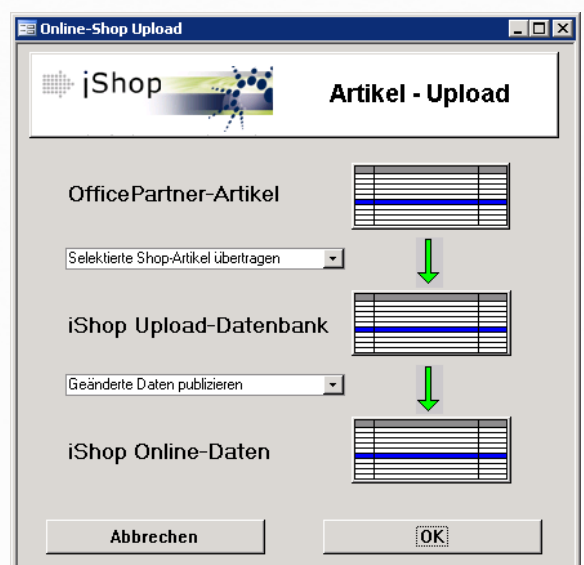 Online-Shop Upload
iShop
Artikel - Upload
OfficePartner-Artikel
Selektierte Shop-Artikel übertragen
iShop Upload-Datenbank
Geänderte Daten publizieren
iShop Online-Daten
Abbrechen
OK